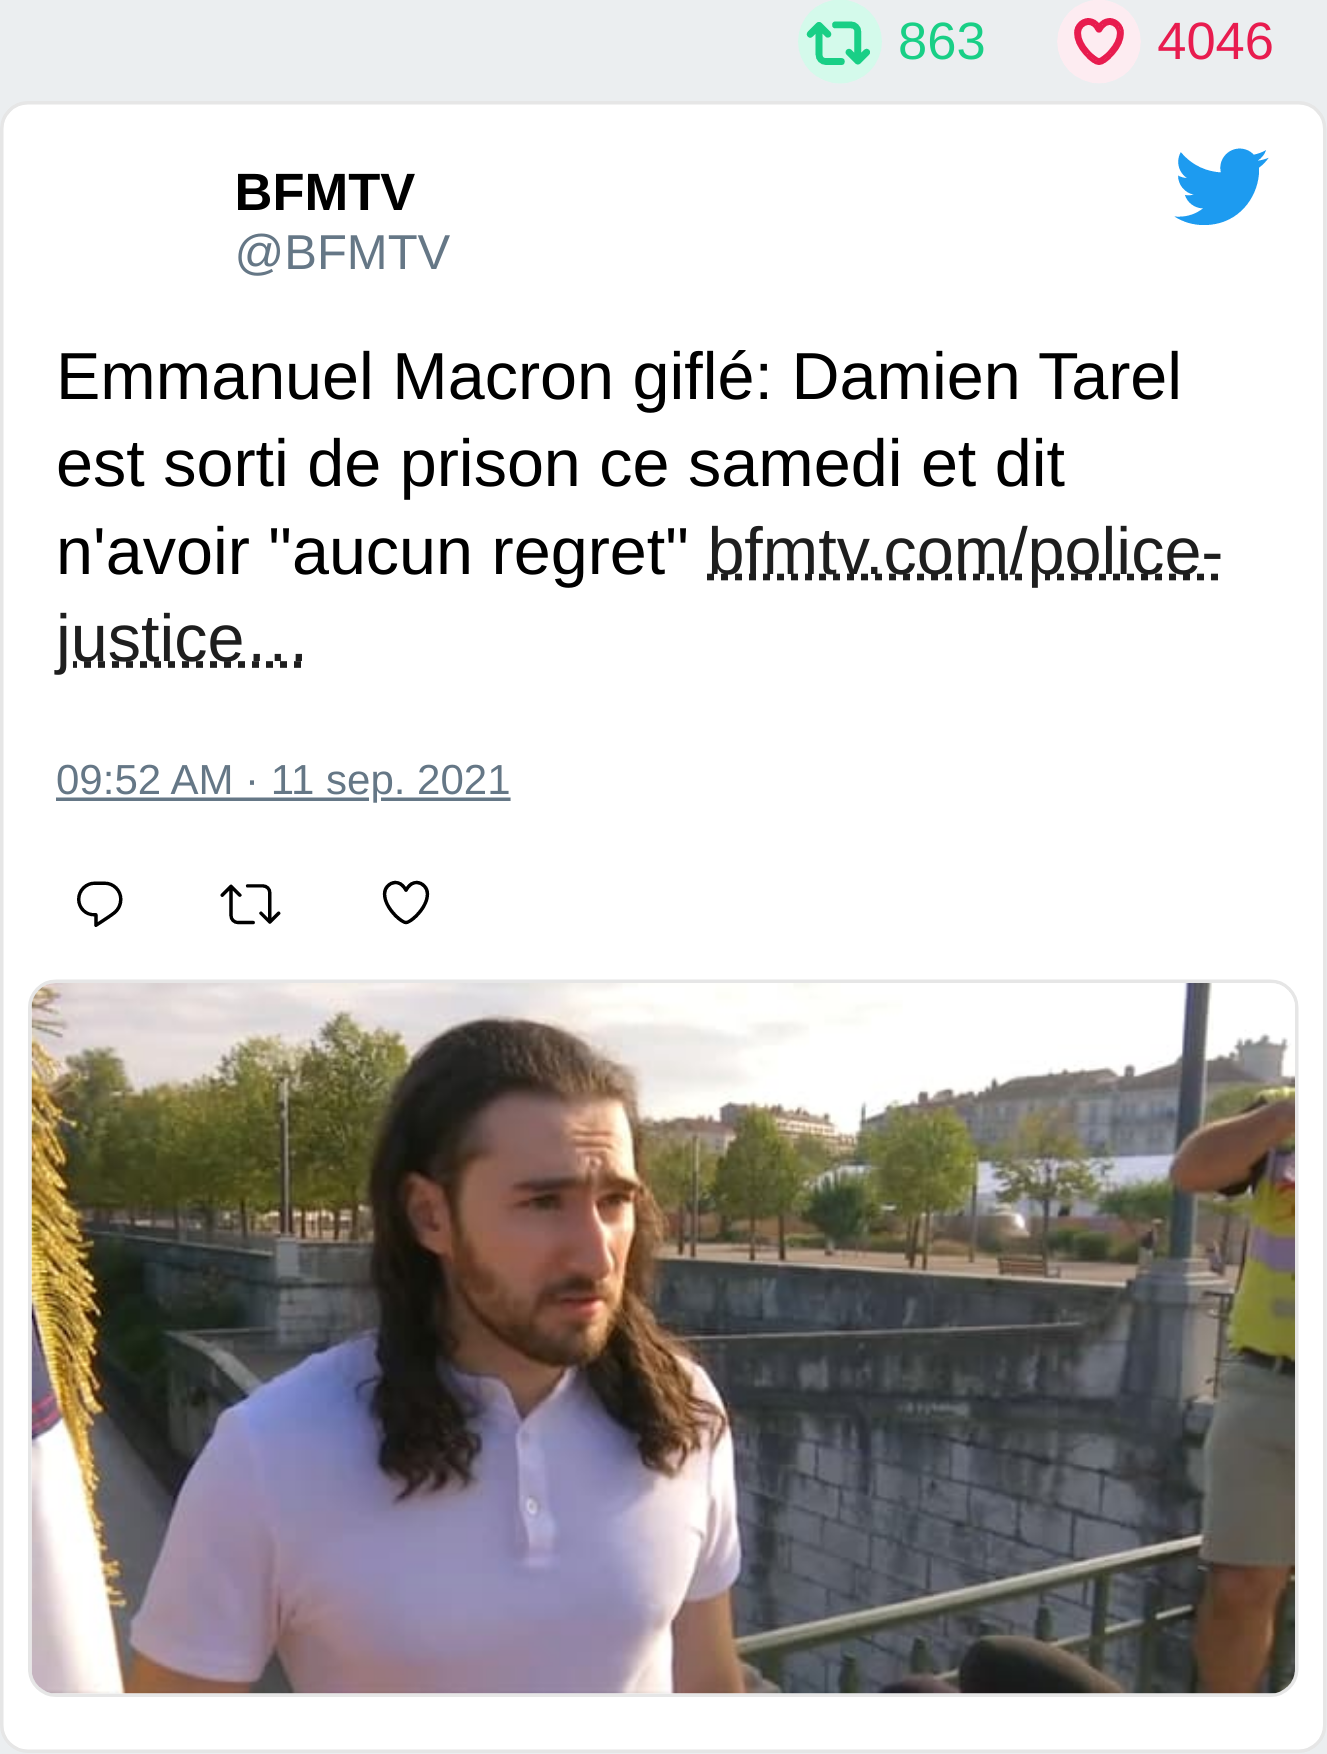 863 4046
BFMTV
@BFMTV
Emmanuel Macron giflé: Damien Tarel
est sorti de prison ce samedi et dit
n'avoir "aucun regret" bfmtv.com/police-
justice…
09:52 AM · 11 sep. 2021